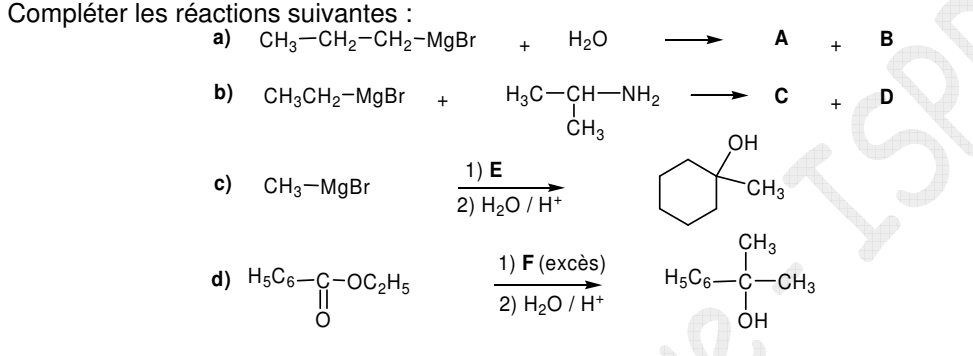 Compléter les réactions suivantes :
a) CH₃—CH₂—CH₂—MgBr + H₂O ⟶ A + B
b) CH₃CH₂—MgBr + H₃C—CH—NH₂ ⟶ C + D
CH₃
OH
c) CH₃—MgBr 1) E CH₃
2) H₂O / H⁺
CH₃
d) H₅C₆ C OC₂H₅ 1) F (excès) H₅C₆—C—CH₃
O 2) H₂O / H⁺ OH